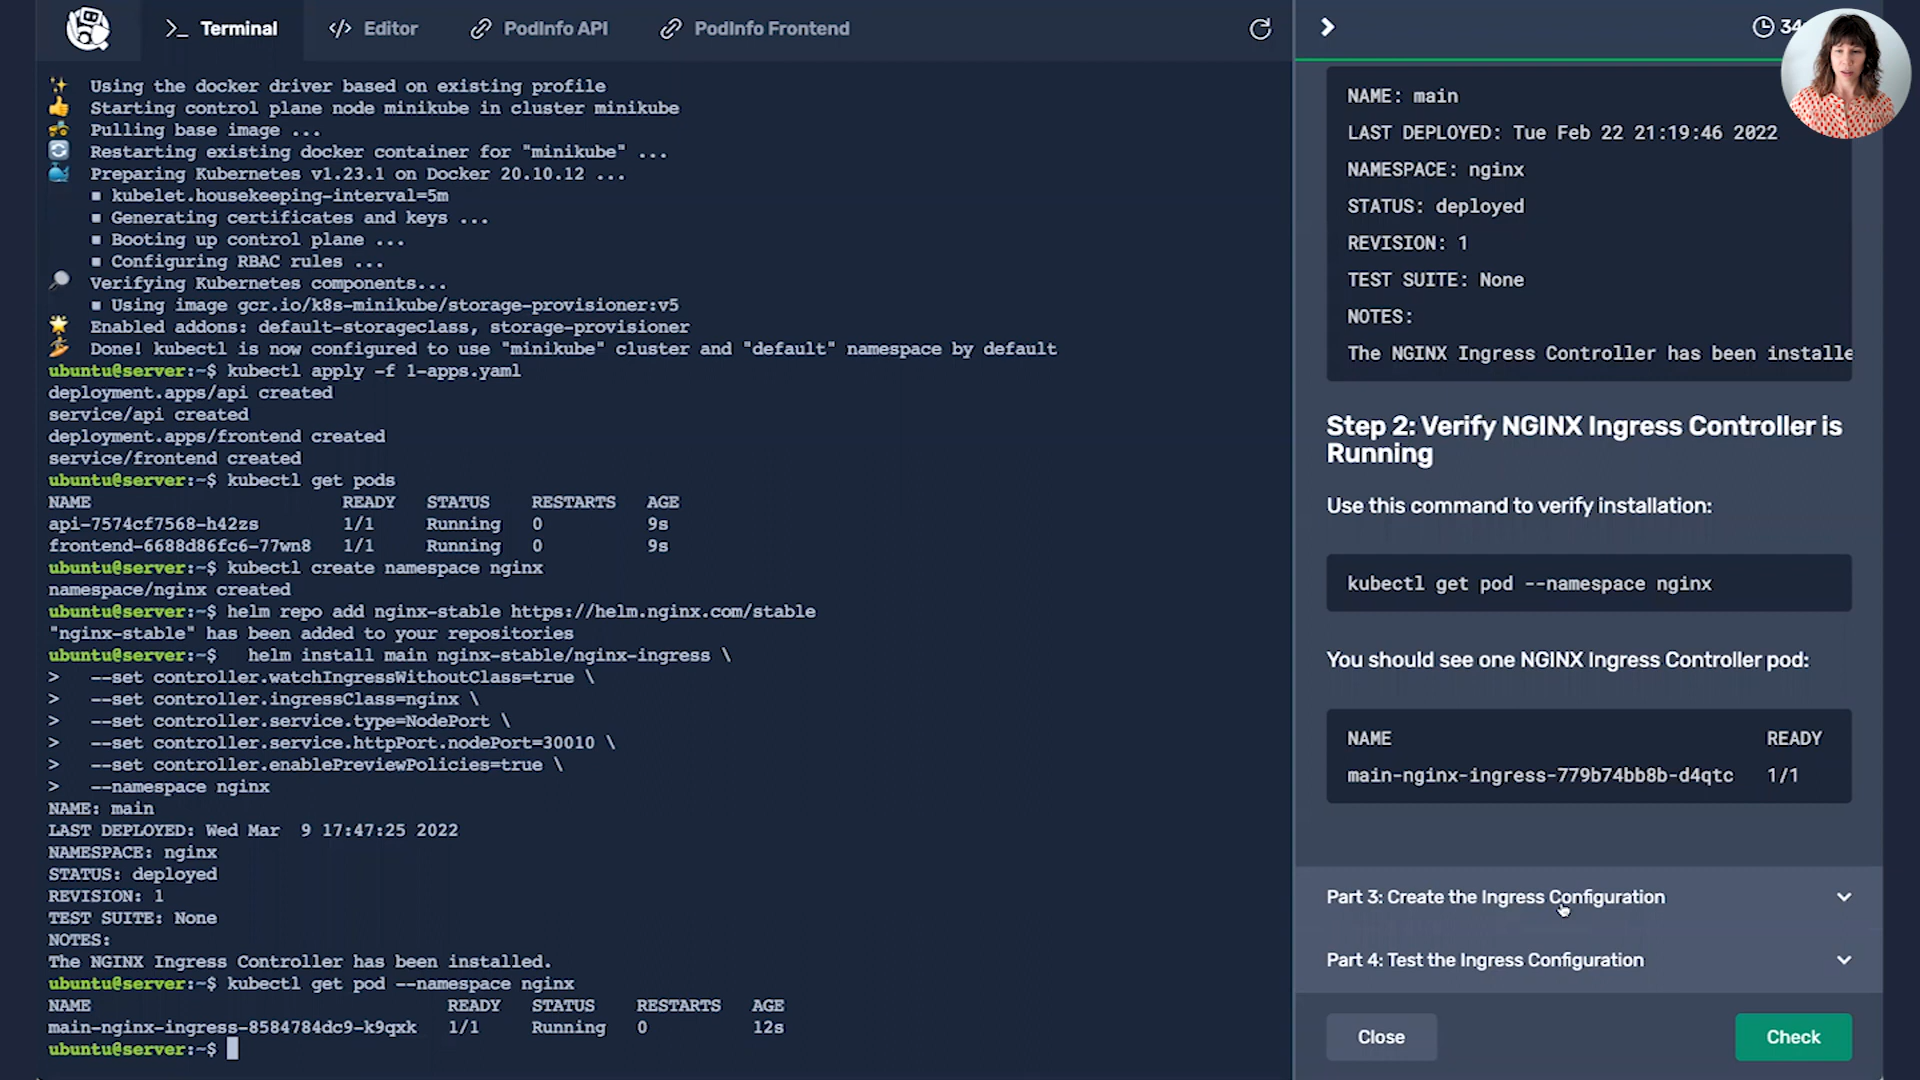 >_ Terminal
</> Editor
PodInfo API
PodInfo Frontend
Using the docker driver based on existing profile
Starting control plane node minikube in cluster minikube
Pulling base image ...
Restarting existing docker container for "minikube" ...
Preparing Kubernetes v1.23.1 on Docker 20.10.12 ...
▪ kubelet.housekeeping-interval=5m
▪ Generating certificates and keys ...
▪ Booting up control plane ...
▪ Configuring RBAC rules ...
Verifying Kubernetes components...
▪ Using image gcr.io/k8s-minikube/storage-provisioner:v5
Enabled addons: default-storageclass, storage-provisioner
Done! kubectl is now configured to use "minikube" cluster and "default" namespace by default
ubuntu@server:~$ kubectl apply -f 1-apps.yaml
deployment.apps/api created
service/api created
deployment.apps/frontend created
service/frontend created
ubuntu@server:~$ kubectl get pods
NAME READY STATUS RESTARTS AGE
api-7574cf7568-h42zs 1/1 Running 0 9s
frontend-6688d86fc6-77wn8 1/1 Running 0 9s
ubuntu@server:~$ kubectl create namespace nginx
namespace/nginx created
ubuntu@server:~$ helm repo add nginx-stable https://helm.nginx.com/stable
"nginx-stable" has been added to your repositories
ubuntu@server:~$ helm install main nginx-stable/nginx-ingress \
> --set controller.watchIngressWithoutClass=true \
> --set controller.ingressClass=nginx \
> --set controller.service.type=NodePort \
> --set controller.service.httpPort.nodePort=30010 \
> --set controller.enablePreviewPolicies=true \
> --namespace nginx
NAME: main
LAST DEPLOYED: Wed Mar 9 17:47:25 2022
NAMESPACE: nginx
STATUS: deployed
REVISION: 1
TEST SUITE: None
NOTES:
The NGINX Ingress Controller has been installed.
ubuntu@server:~$ kubectl get pod --namespace nginx
NAME READY STATUS RESTARTS AGE
main-nginx-ingress-8584784dc9-k9qxk 1/1 Running 0 12s
ubuntu@server:~$
34
NAME: main
LAST DEPLOYED: Tue Feb 22 21:19:46 2022
NAMESPACE: nginx
STATUS: deployed
REVISION: 1
TEST SUITE: None
NOTES:
The NGINX Ingress Controller has been installe
Step 2: Verify NGINX Ingress Controller is
Running
Use this command to verify installation:
kubectl get pod --namespace nginx
You should see one NGINX Ingress Controller pod:
NAME READY
main-nginx-ingress-779b74bb8b-d4qtc 1/1
Part 3: Create the Ingress Configuration
Part 4: Test the Ingress Configuration
Close
Check